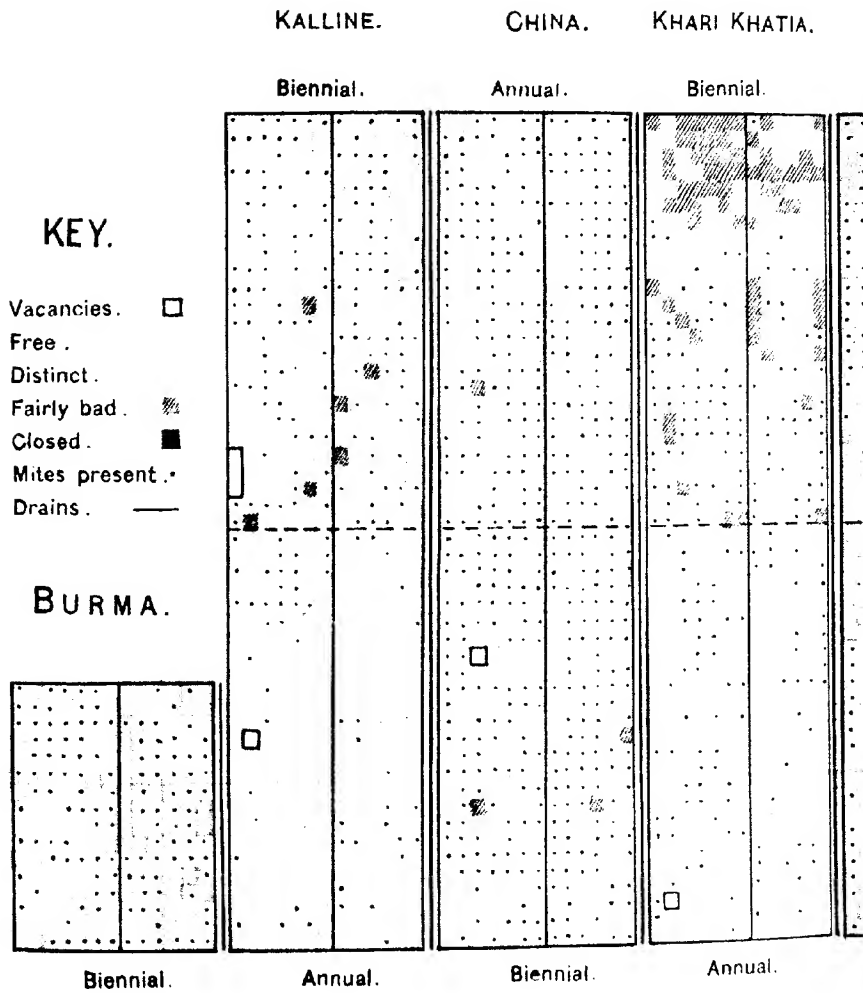 KALLINE. CHINA. KHARI KHATIA.
Biennial. Annual. Biennial.
KEY.
Vacancies.
Free.
Distinct.
Fairly bad.
Closed.
Mites present.
Drains.
BURMA.
Biennial. Annual. Biennial. Annual.